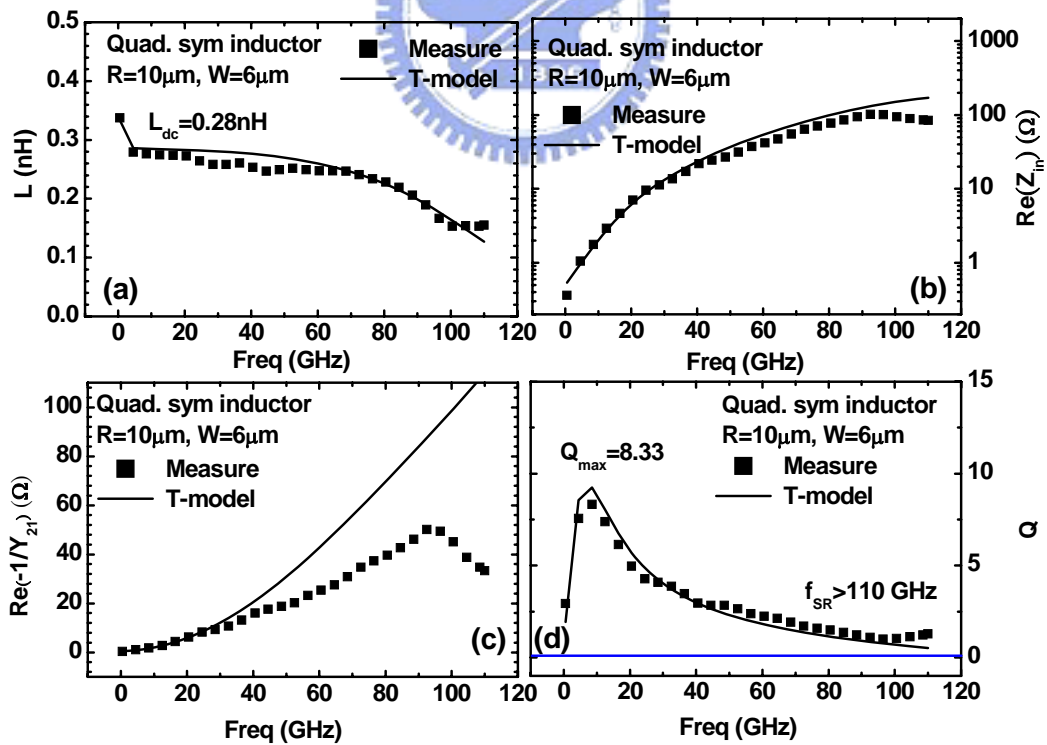 0.5
0.4
0.3
0.2
0.1
0.0
L (nH)
Quad. sym inductor
R=10μm, W=6μm
Measure
T-model
L_dc=0.28nH
(a)
0 20 40 60 80 100 120
Freq (GHz)
Quad. sym inductor
R=10μm, W=6μm
Measure
T-model
(b)
1000
100
10
1
Re(Z_in) (Ω)
0 20 40 60 80 100 120
Freq (GHz)
100
80
60
40
20
0
Re(-1/Y_21) (Ω)
Quad. sym inductor
R=10μm, W=6μm
Measure
T-model
(c)
0 20 40 60 80 100 120
Freq (GHz)
Quad. sym inductor
R=10μm, W=6μm
Measure
T-model
Q_max=8.33
f_SR>110 GHz
(d)
15
10
5
0
Q
0 20 40 60 80 100 120
Freq (GHz)